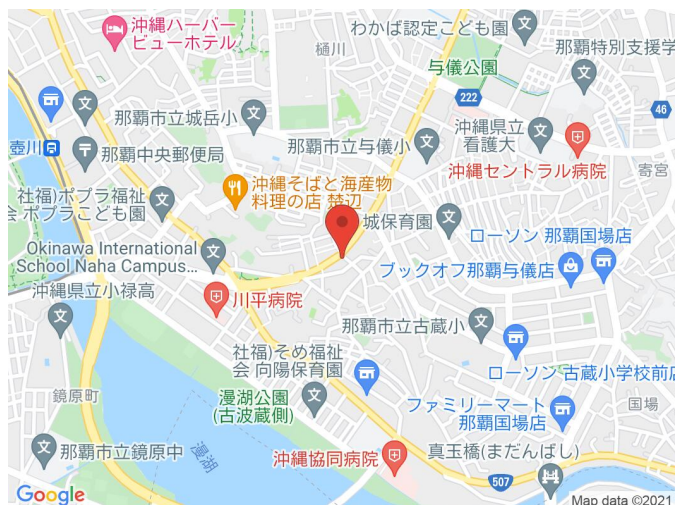 沖縄ハーバー
ビューホテル
樋川
わかば認定こども園
那覇特別支援学
与儀公園
222
46
那覇市立城岳小
那覇市立与儀小
沖縄県立
看護大
壺川
那覇中央郵便局
沖縄セントラル病院
寄宮
社福)ポプラ福祉
会 ポプラこども園
沖縄そばと海産物
料理の店 楚辺
城保育園
ローソン 那覇国場店
Okinawa International
School Naha Campus...
ブックオフ那覇与儀店
沖縄県立小禄高
川平病院
那覇市立古蔵小
社福)そめ福祉
会 向陽保育園
ローソン 古蔵小学校前店
鏡原町
漫湖公園
(古波蔵側)
ファミリーマート
那覇国場店
国場
那覇市立鏡原中
漫湖
沖縄協同病院
真玉橋(まだんばし)
507
Google
Map data ©2021